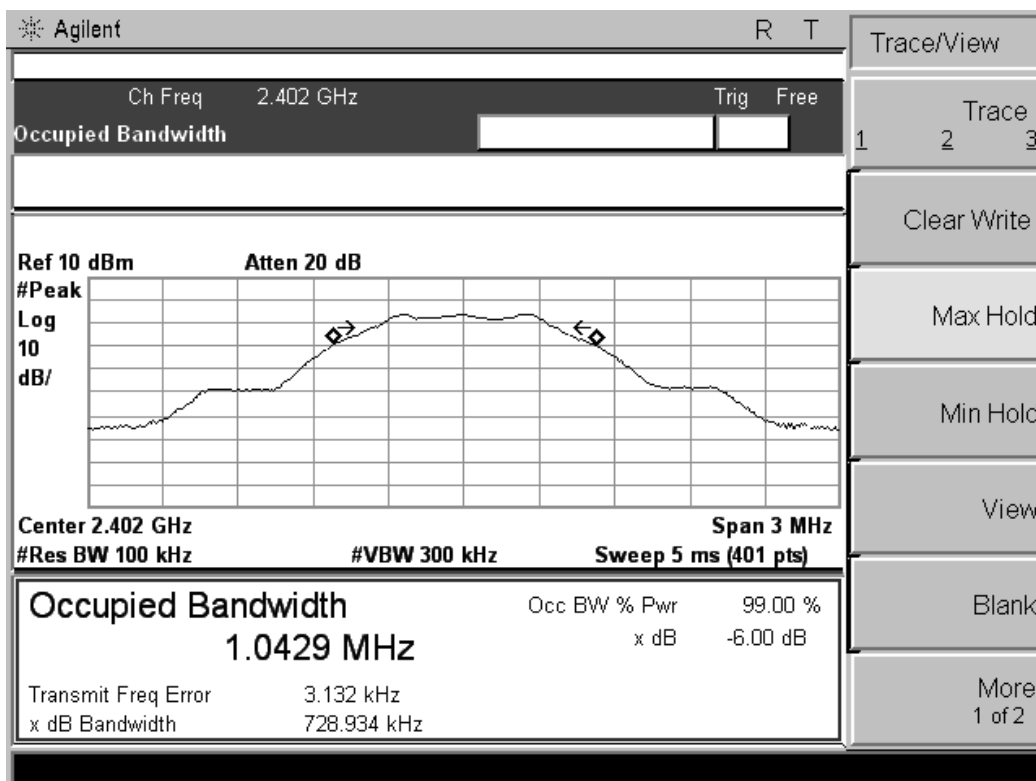 Agilent R T
Ch Freq 2.402 GHz Trig Free
Occupied Bandwidth
Ref 10 dBm Atten 20 dB
#Peak
Log
10
dB/
Center 2.402 GHz Span 3 MHz
#Res BW 100 kHz #VBW 300 kHz Sweep 5 ms (401 pts)
Occupied Bandwidth
1.0429 MHz
Occ BW % Pwr 99.00 %
x dB -6.00 dB
Transmit Freq Error 3.132 kHz
x dB Bandwidth 728.934 kHz
Trace/View
Trace
1 2 3
Clear Write
Max Hold
Min Hold
View
Blank
More
1 of 2